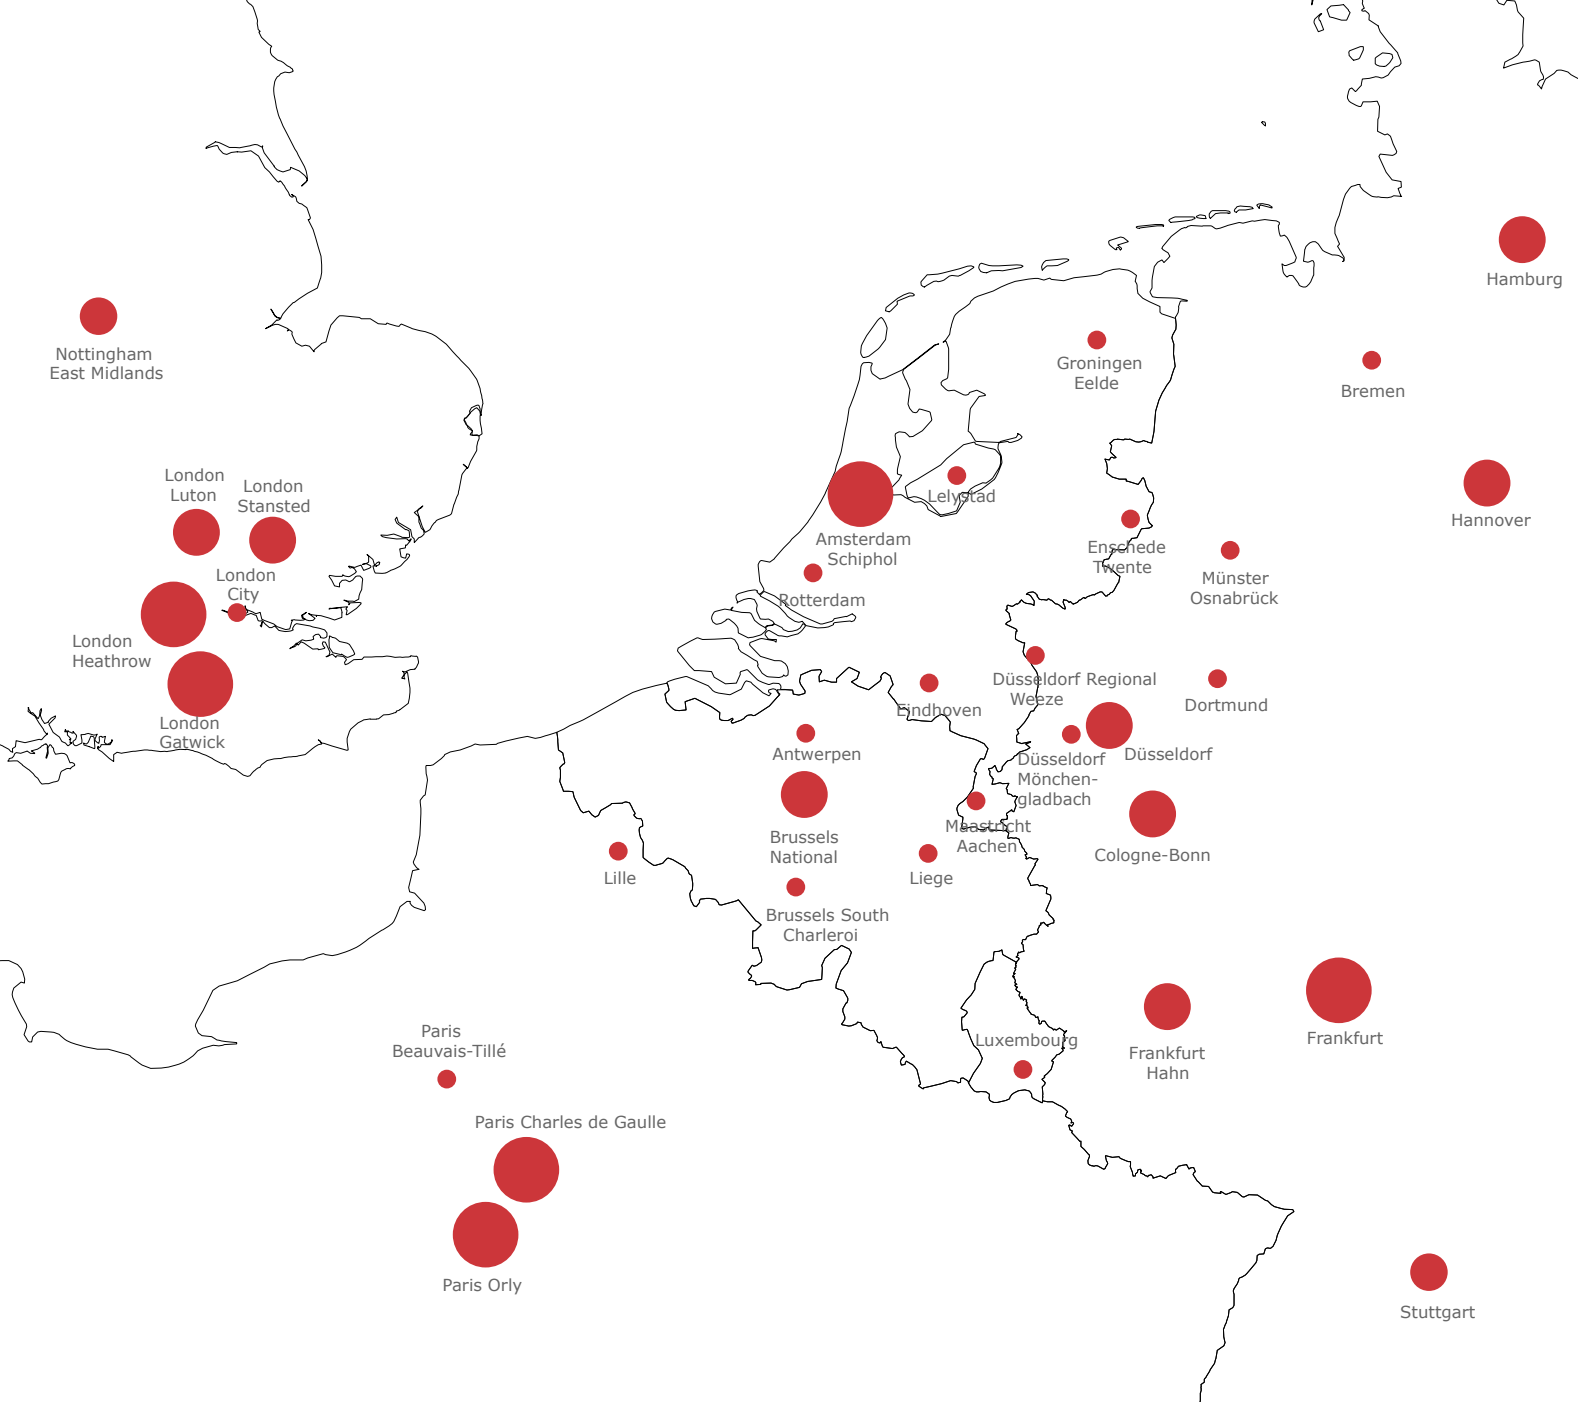 Hamburg
Nottingham
East Midlands
Groningen
Eelde
Bremen
London
Luton
London
Stansted
Lelystad
Hannover
Amsterdam
Schiphol
Enschede
Twente
London
City
Münster
Osnabrück
Rotterdam
London
Heathrow
Düsseldorf Regional
Weeze
Dortmund
Eindhoven
London
Gatwick
Antwerpen
Düsseldorf
Düsseldorf
Mönchen-
gladbach
Maastricht
Aachen
Brussels
National
Cologne-Bonn
Lille
Liege
Brussels South
Charleroi
Paris
Beauvais-Tillé
Luxembourg
Frankfurt
Hahn
Frankfurt
Paris Charles de Gaulle
Paris Orly
Stuttgart